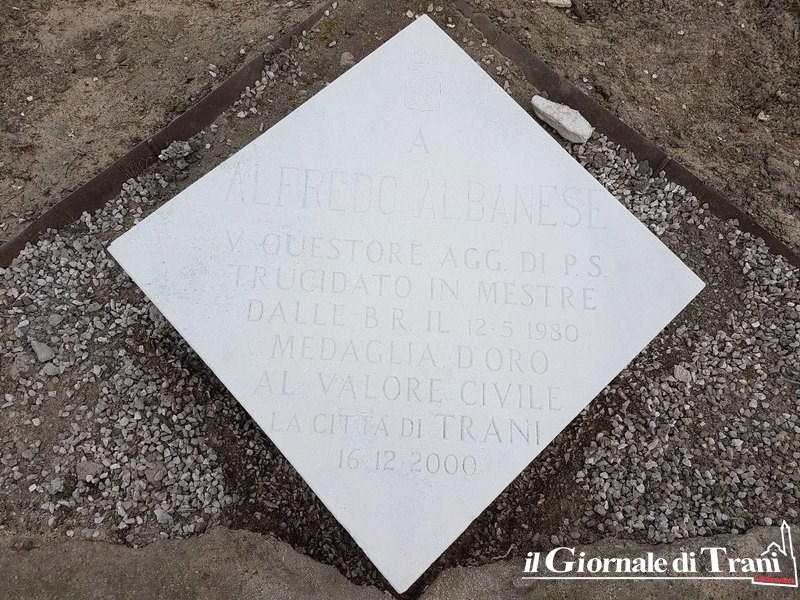 A
ALFREDO ALBANESE
V. QUESTORE AGG. DI P.S.
TRUCIDATO IN MESTRE
DALLE B.R. IL 12·5·1980
MEDAGLIA D'ORO
AL VALORE CIVILE
LA CITTÀ DI TRANI
16·12·2000
il Giornale di Trani